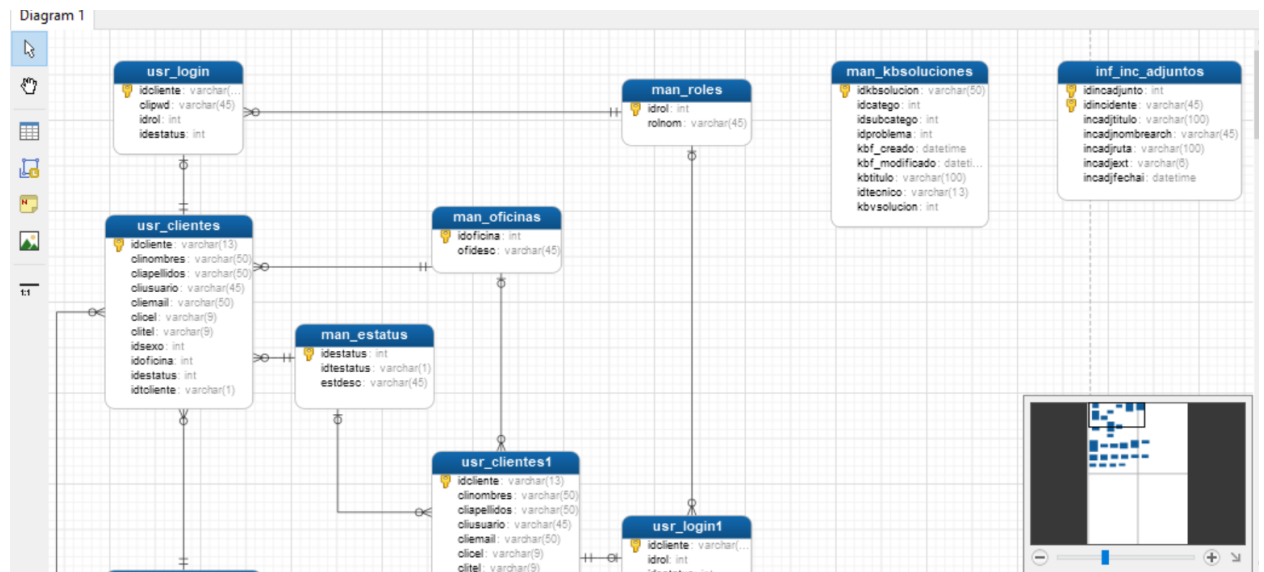 Diagram 1
usr_login
idcliente: varchar(...
clipwd: varchar(45)
idrol: int
idestatus: int
man_roles
idrol: int
rolnom: varchar(45)
man_kbsoluciones
idkbsolucion: varchar(50)
idcatego: int
idsubcatego: int
idproblema: int
kbf_creado: datetime
kbf_modificado: dateti...
kbtitulo: varchar(100)
idtecnico: varchar(13)
kbvsolucion: int
inf_inc_adjuntos
idincadjunto: int
idincidente: varchar(45)
incadjtitulo: varchar(100)
incadjnombrearch: varchar(45)
incadjruta: varchar(100)
incadjext: varchar(6)
incadjfechai: datetime
usr_clientes
idcliente: varchar(13)
clinombres: varchar(50)
cliapellidos: varchar(50)
cliusuario: varchar(45)
cliemail: varchar(50)
clicel: varchar(9)
clitel: varchar(9)
idsexo: int
idoficina: int
idestatus: int
idtcliente: varchar(1)
man_oficinas
idoficina: int
ofidesc: varchar(45)
man_estatus
idestatus: int
idtestatus: varchar(1)
estdesc: varchar(45)
usr_clientes1
idcliente: varchar(13)
clinombres: varchar(50)
cliapellidos: varchar(50)
cliusuario: varchar(45)
cliemail: varchar(50)
clicel: varchar(9)
clitel: varchar(9)
usr_login1
idcliente: varchar(...
idrol: int
1:1